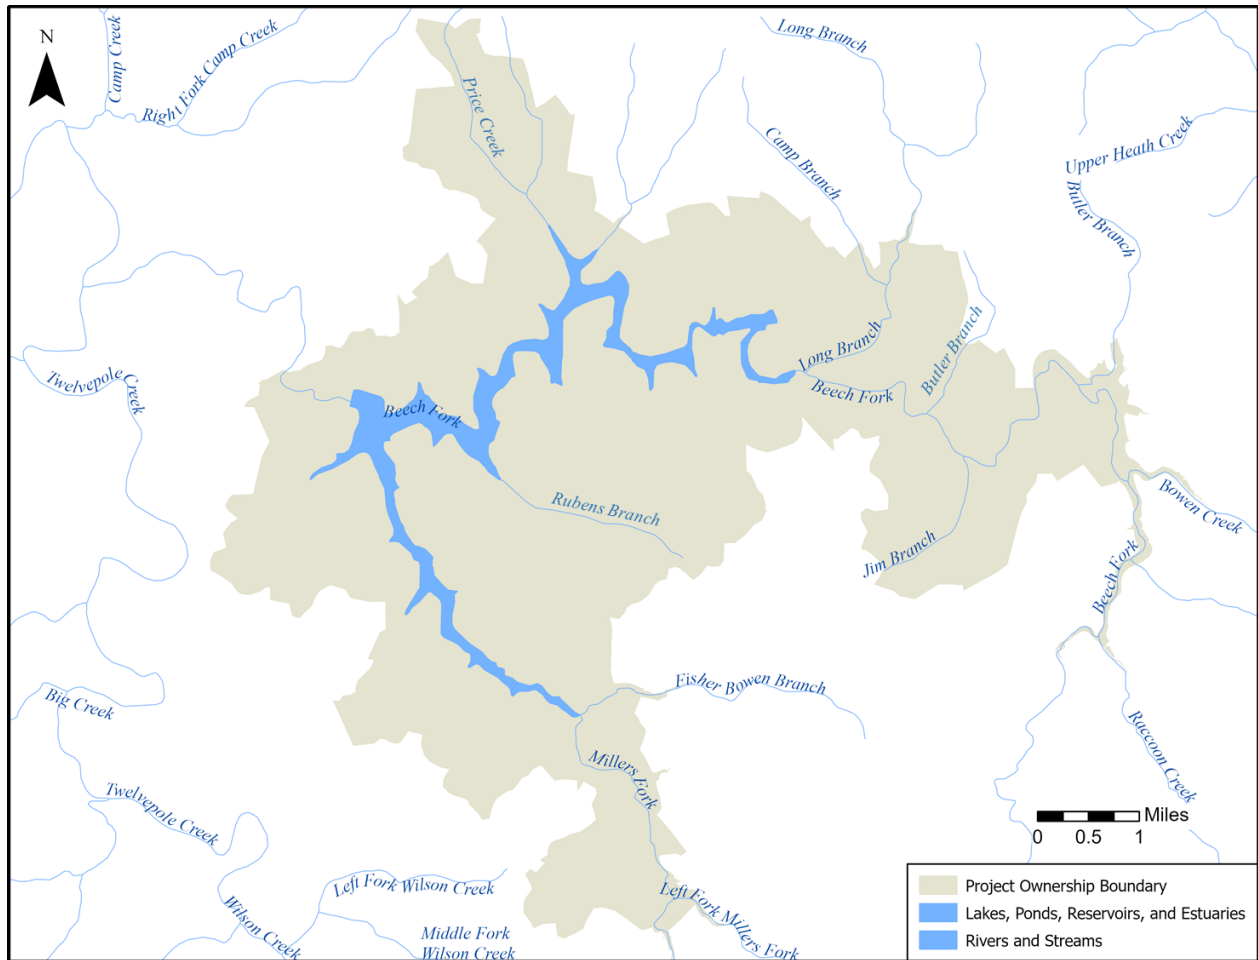 Long Branch
Camp Creek
Right Fork Camp Creek
N
Price Creek
Upper Heath Creek
Camp Branch
Butler Branch
Long Branch
Butler Branch
Twelvepole Creek
Beech Fork
Beech Fork
Rubens Branch
Bowen Creek
Jim Branch
Beech Fork
Fisher Bowen Branch
Big Creek
Raccoon Creek
Millers Fork
Twelvepole Creek
Miles
0 0.5 1
Left Fork Wilson Creek
Left Fork Millers Fork
Wilson Creek
Middle Fork
Wilson Creek
Project Ownership Boundary
Lakes, Ponds, Reservoirs, and Estuaries
Rivers and Streams